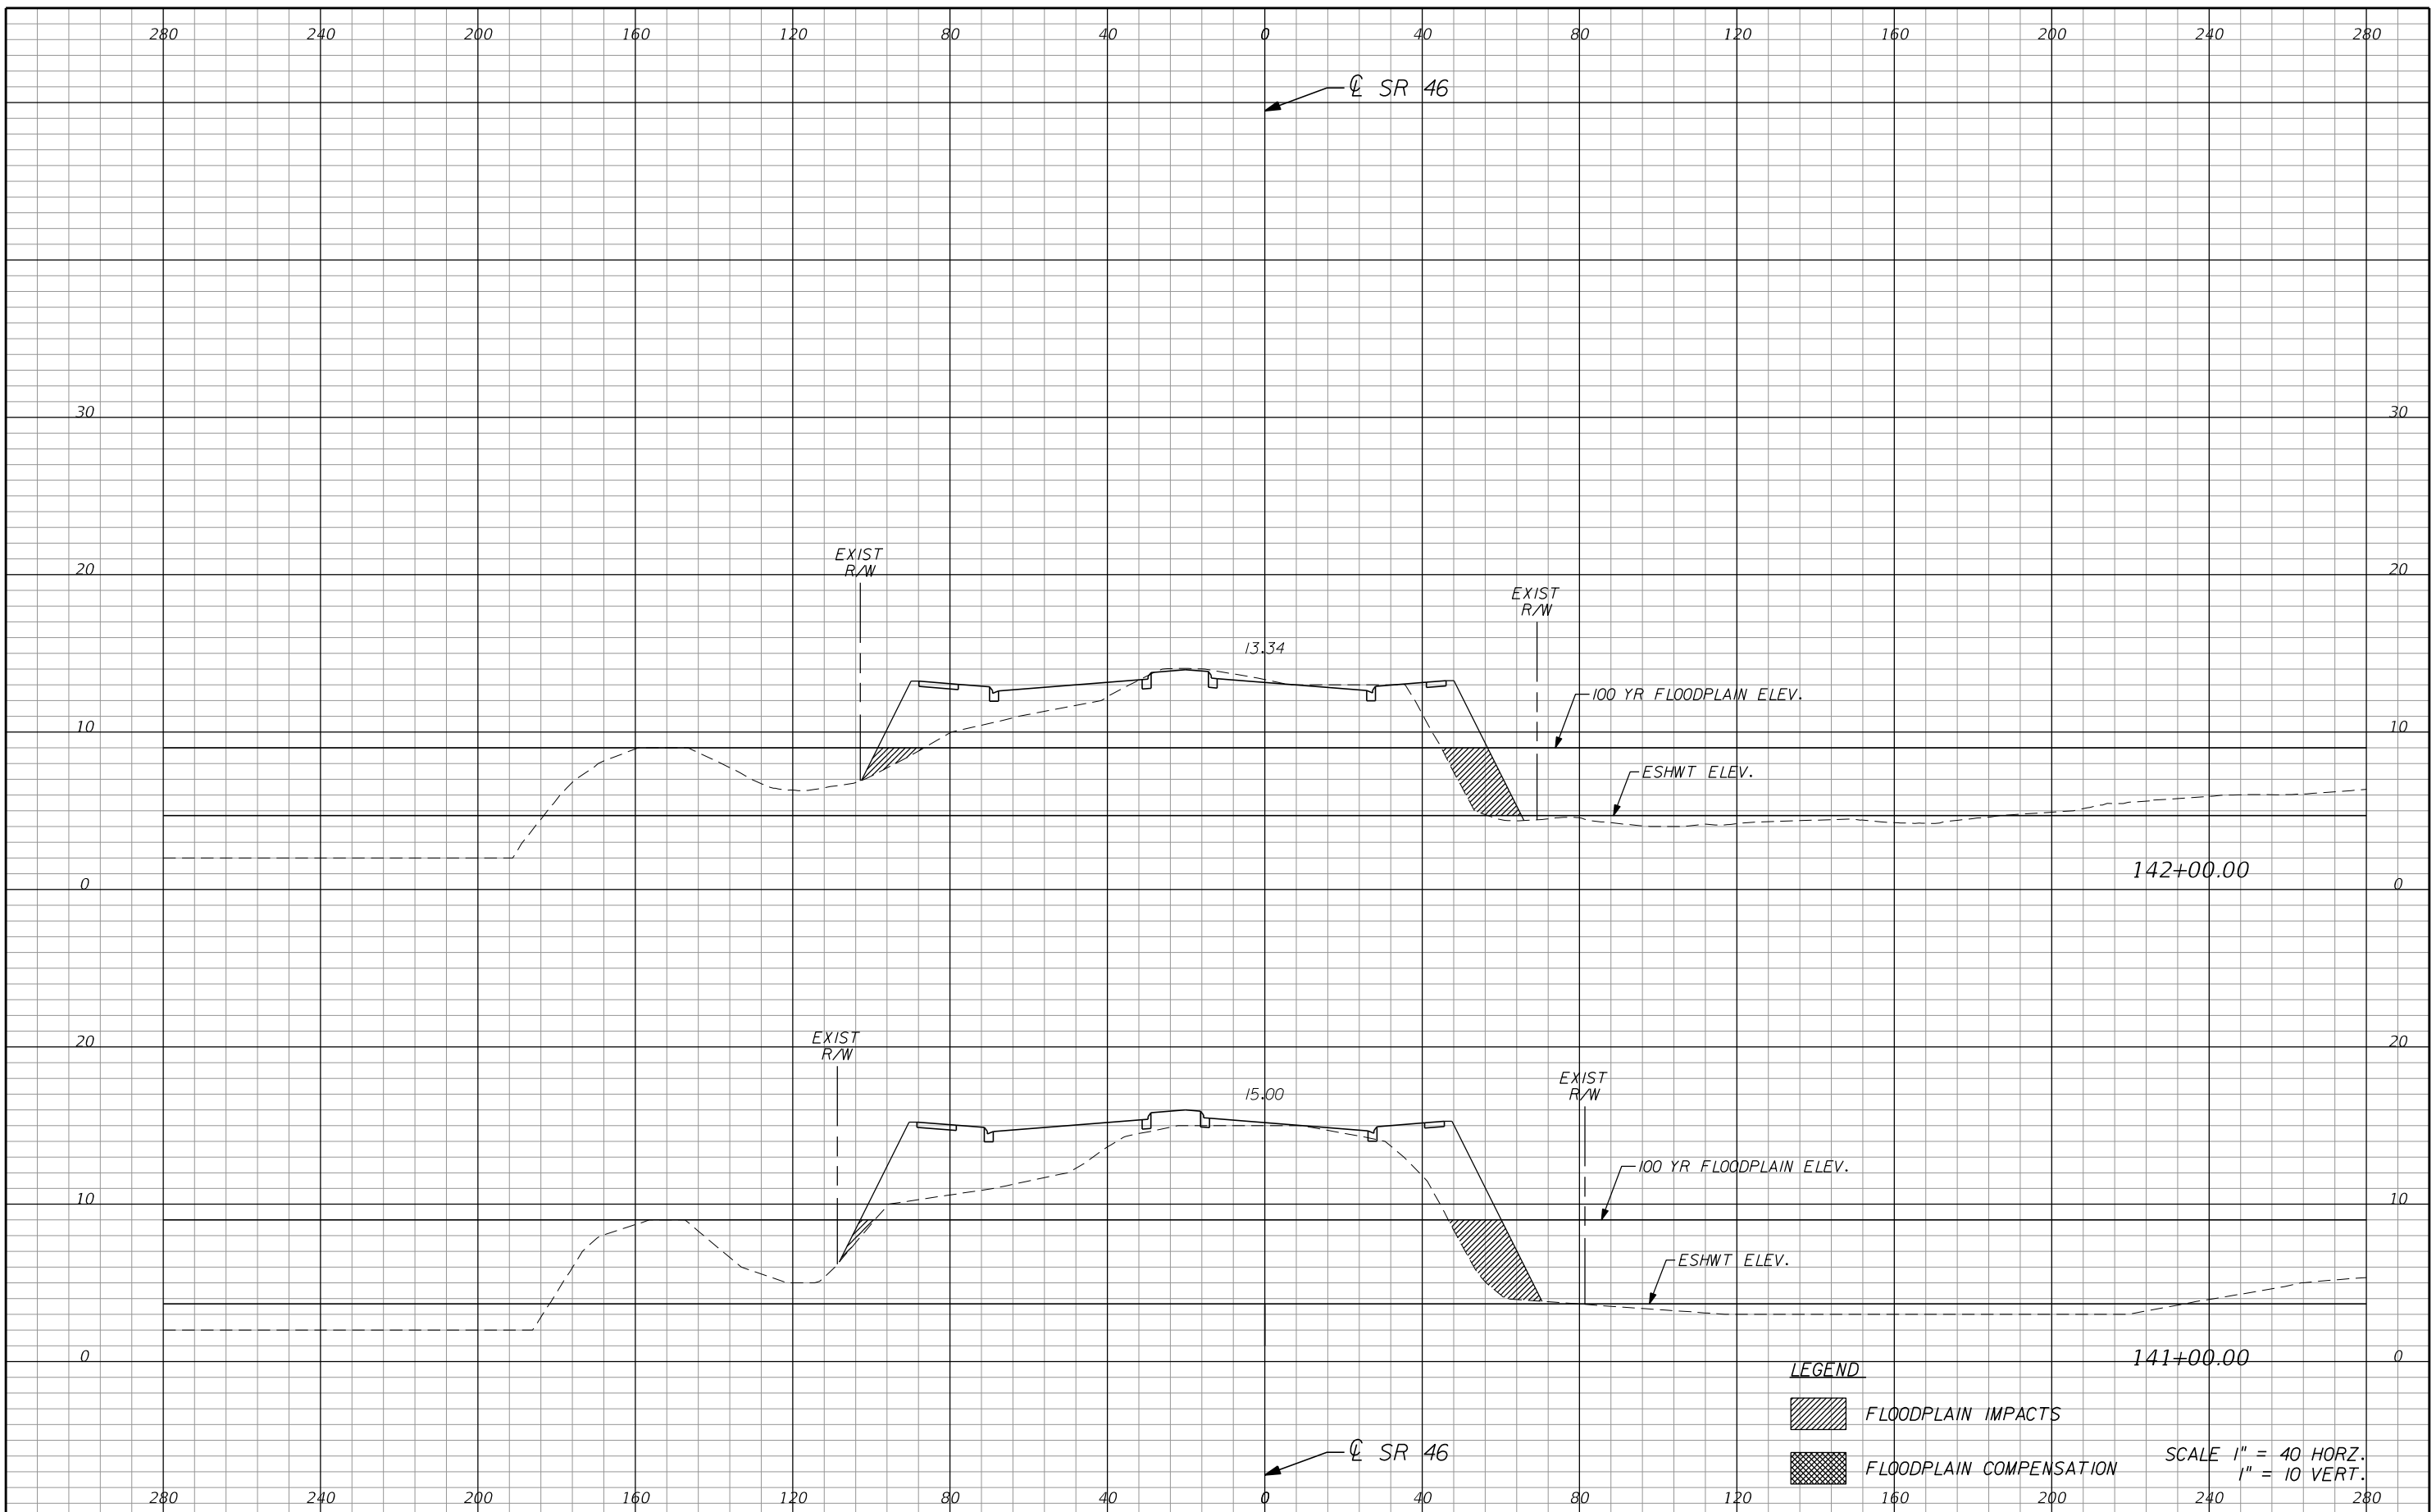 280 240 200 160 120 80 40 0 40 80 120 160 200 240 280
℄ SR 46
30 30
20 20
EXIST
R/W
EXIST
R/W
13.34
100 YR FLOODPLAIN ELEV.
10 10
ESHWT ELEV.
142+00.00
0 0
20 20
EXIST
R/W
EXIST
R/W
15.00
100 YR FLOODPLAIN ELEV.
10 10
ESHWT ELEV.
141+00.00
0 0
LEGEND
FLOODPLAIN IMPACTS
FLOODPLAIN COMPENSATION
℄ SR 46
SCALE 1" = 40 HORZ.
1" = 10 VERT.
280 240 200 160 120 80 40 0 40 80 120 160 200 240 280